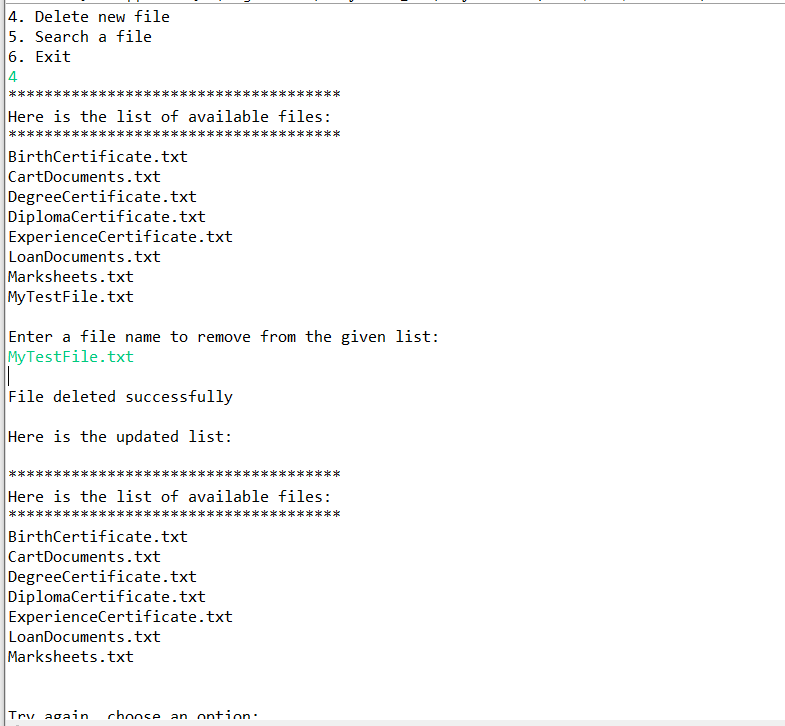 4. Delete new file
5. Search a file
6. Exit
4
*************************************
Here is the list of available files:
*************************************
BirthCertificate.txt
CartDocuments.txt
DegreeCertificate.txt
DiplomaCertificate.txt
ExperienceCertificate.txt
LoanDocuments.txt
Marksheets.txt
MyTestFile.txt
Enter a file name to remove from the given list:
MyTestFile.txt
File deleted successfully
Here is the updated list:
*************************************
Here is the list of available files:
*************************************
BirthCertificate.txt
CartDocuments.txt
DegreeCertificate.txt
DiplomaCertificate.txt
ExperienceCertificate.txt
LoanDocuments.txt
Marksheets.txt
Try again, choose an option: